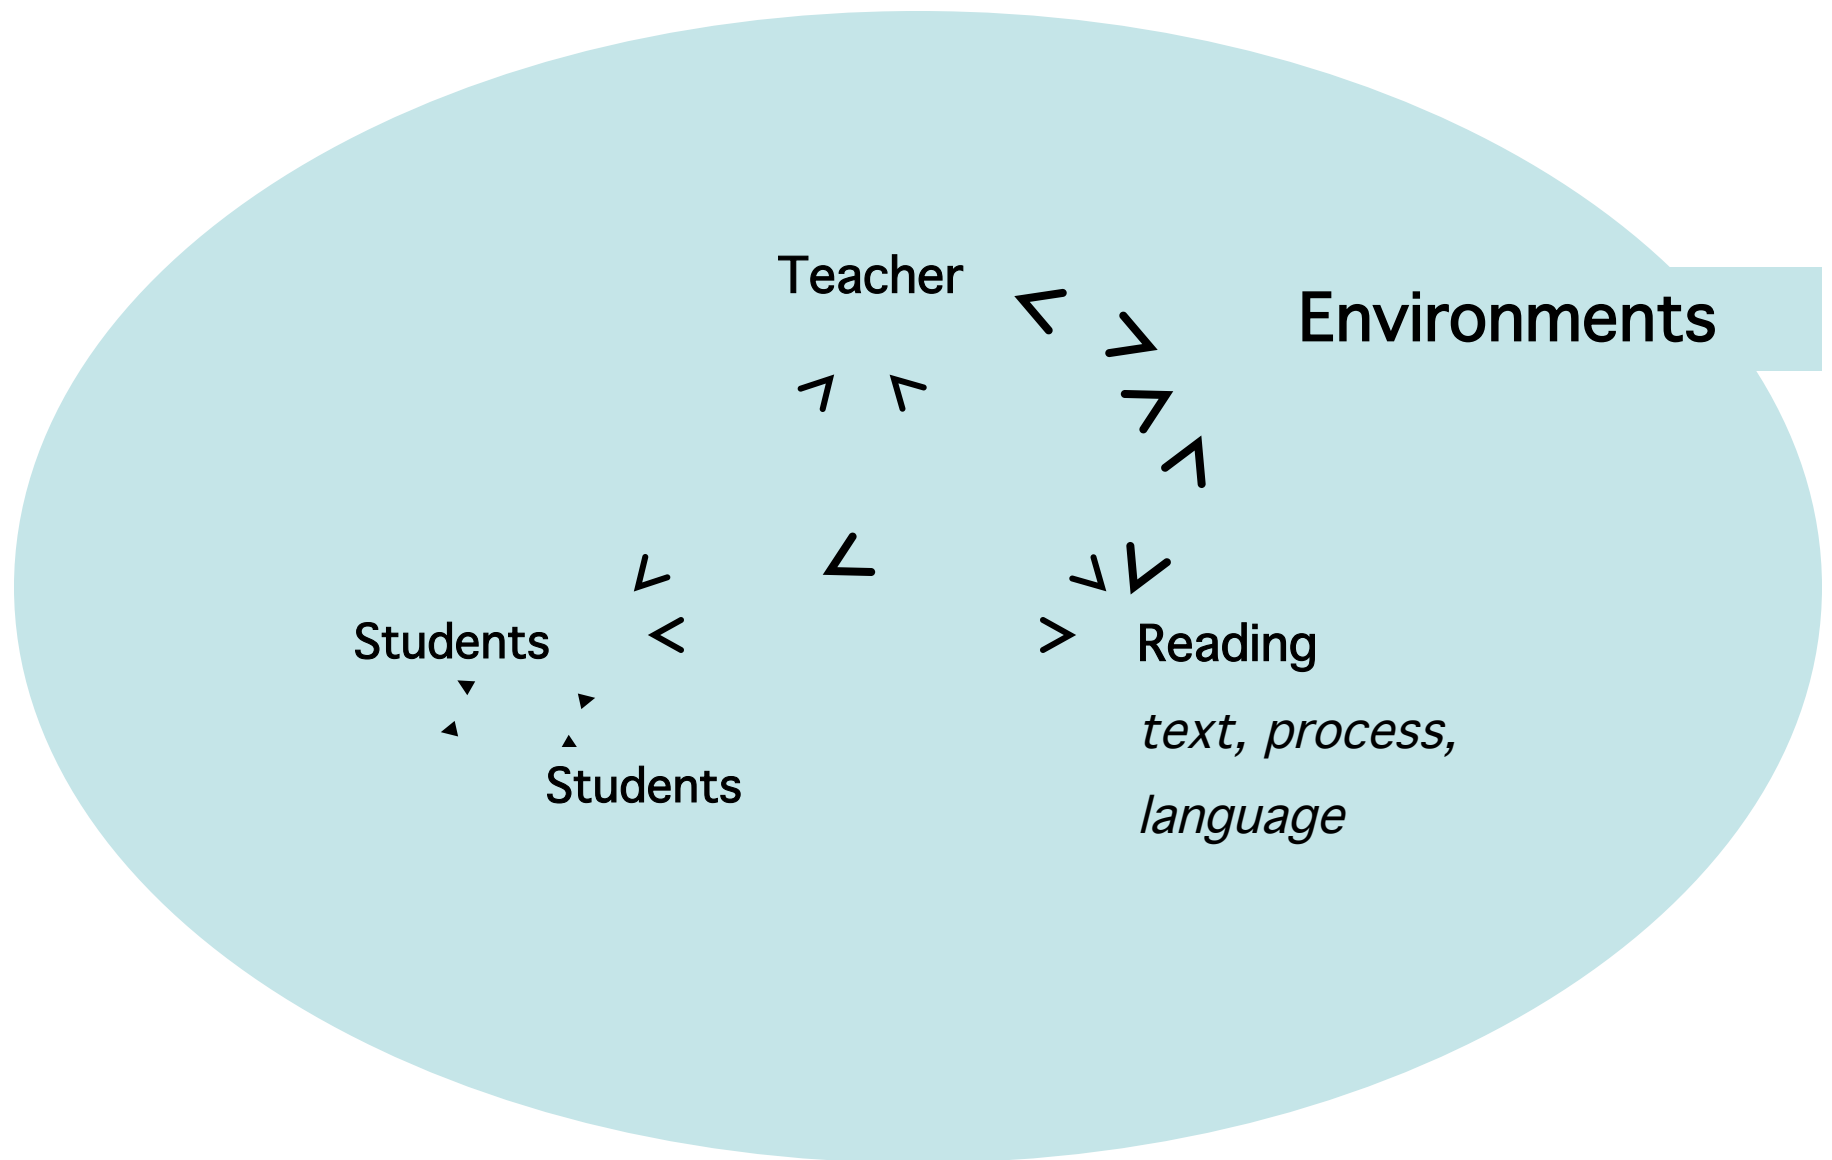 Teacher
Environments
Students
Reading
text, process,
language
Students